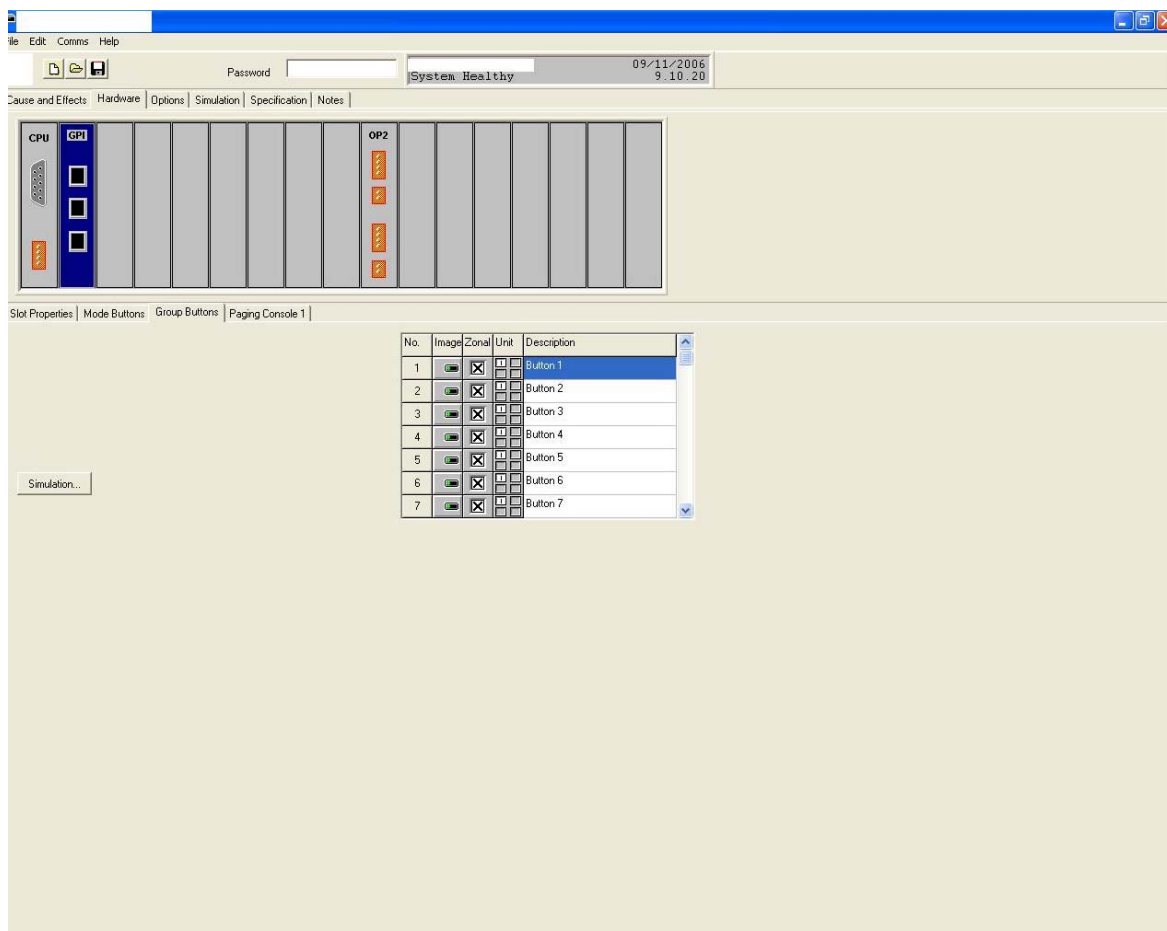 File Edit Comms Help
Password
System Healthy
09/11/2006
9.10.20
Cause and Effects Hardware Options Simulation Specification Notes
CPU GPI OP2
Slot Properties Mode Buttons Group Buttons Paging Console 1
No. Image Zonal Unit Description
1 Button 1
2 Button 2
3 Button 3
4 Button 4
5 Button 5
6 Button 6
7 Button 7
Simulation...